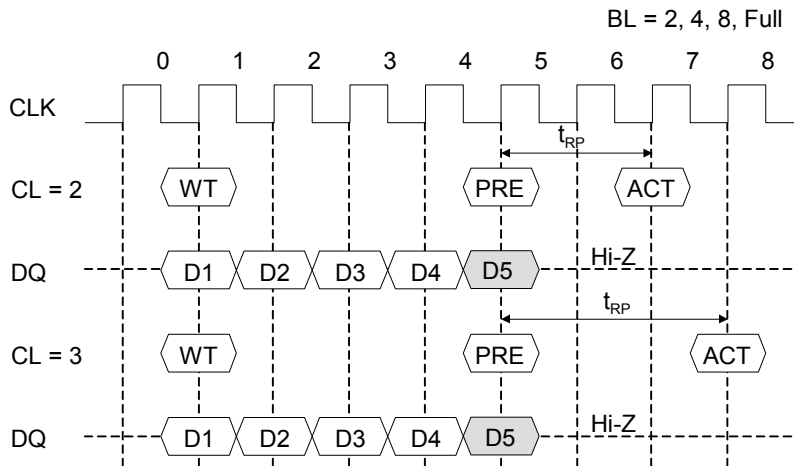 BL = 2, 4, 8, Full
0 1 2 3 4 5 6 7 8
CLK
tRP
CL = 2 WT PRE ACT
DQ D1 D2 D3 D4 D5 Hi-Z
tRP
CL = 3 WT PRE ACT
DQ D1 D2 D3 D4 D5 Hi-Z